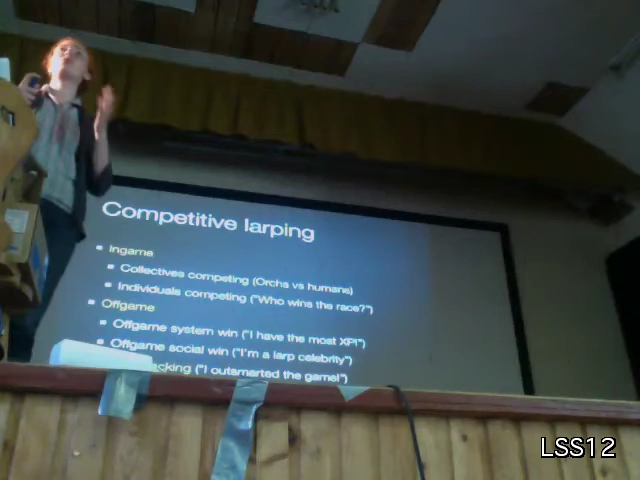 Competitive larping
Ingame
Collectives competing (Orchs vs humans)
Individuals competing ("Who wins the race?")
Offgame
Offgame system win ("I have the most XP!")
Offgame social win ("I'm a larp celebrity")
("I outsmarted the game!")
LSS12